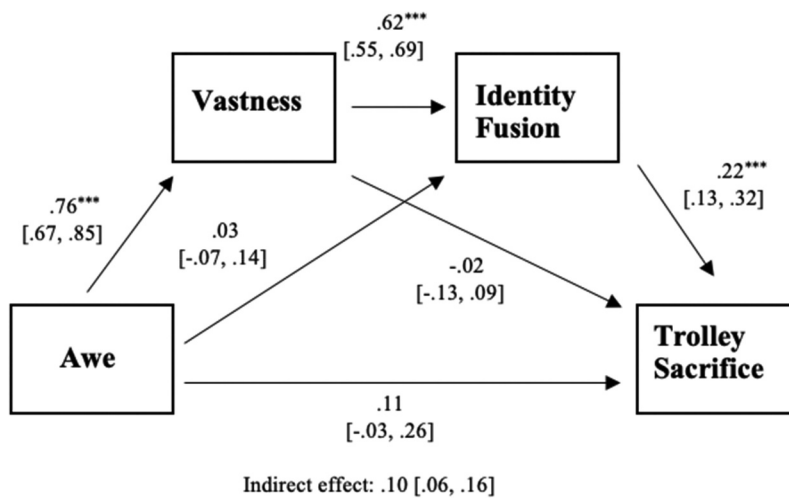 .62***
[.55, .69]
Vastness
Identity
Fusion
.76***
[.67, .85]
.03
[-.07, .14]
.22***
[.13, .32]
-.02
[-.13, .09]
Awe
Trolley
Sacrifice
.11
[-.03, .26]
Indirect effect: .10 [.06, .16]